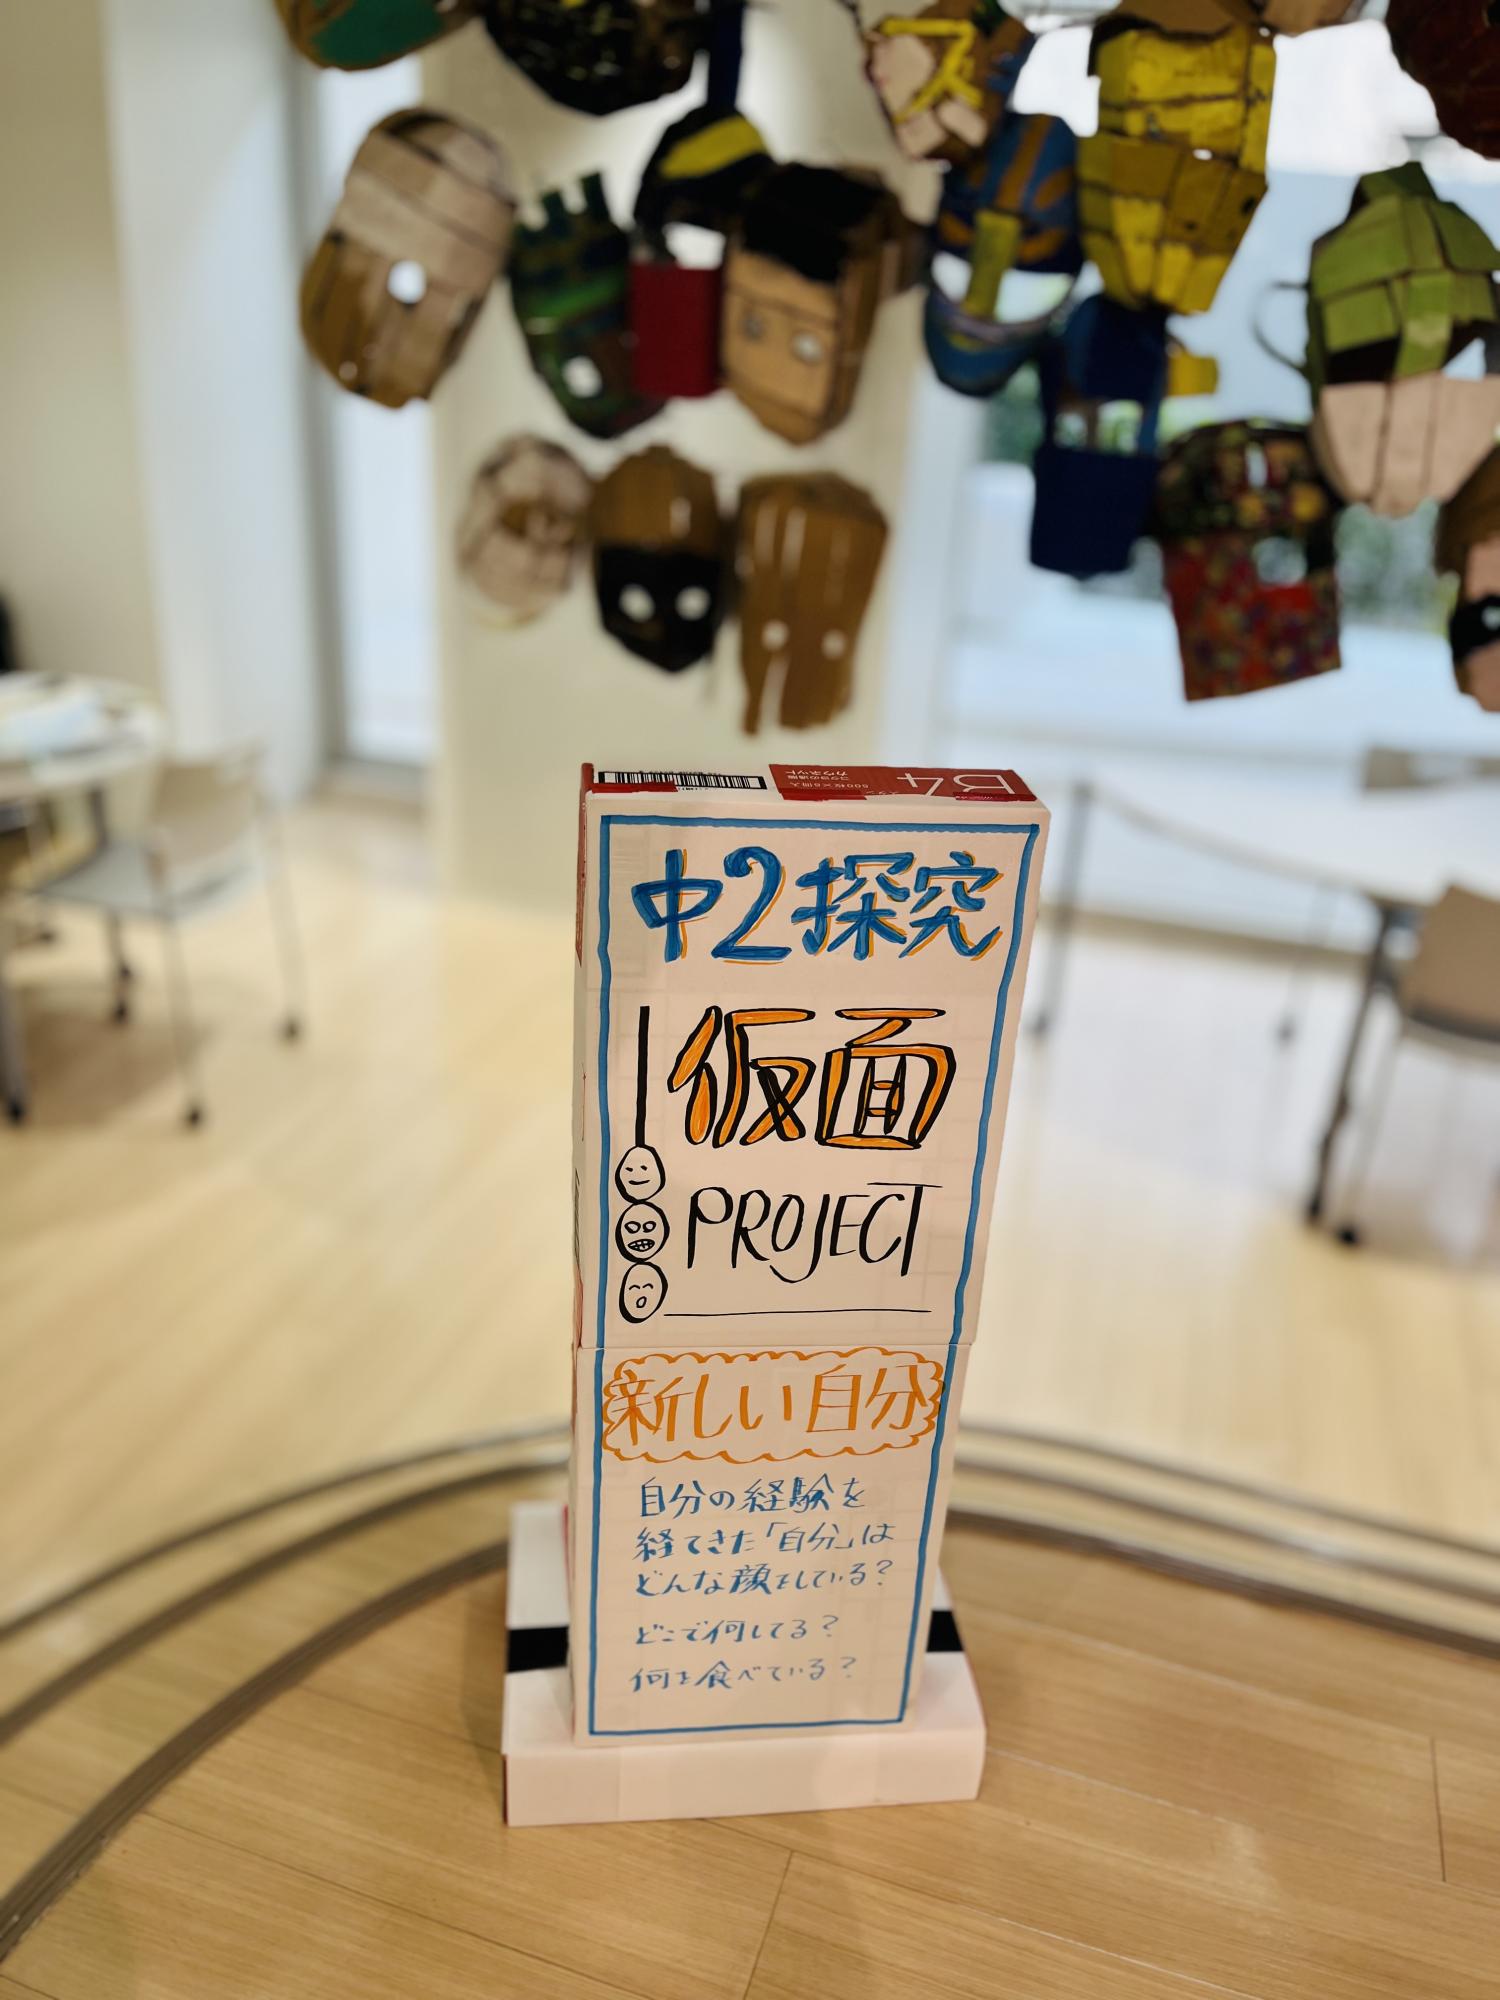 B4
中2探究
仮面
PROJECT
新しい自分
自分の経験を
経てきた「自分」は
どんな顔をしている?
どこで何してる?
何を食べている?